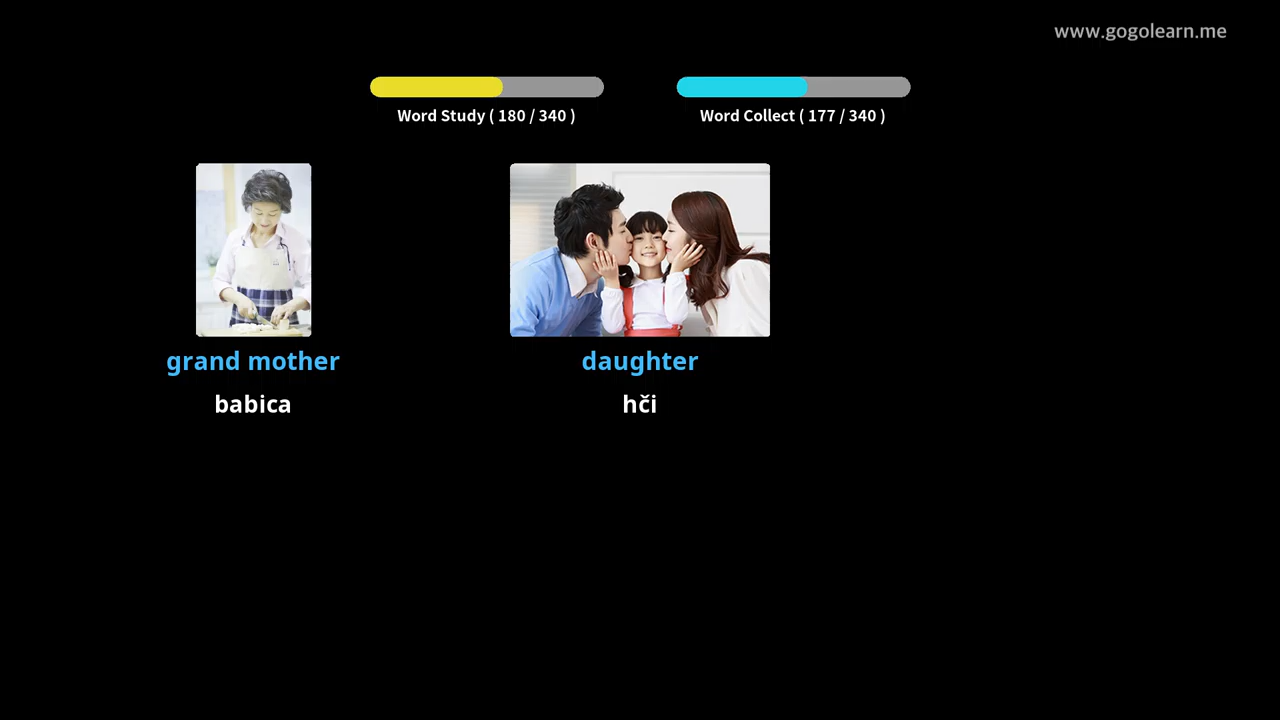 www.gogolearn.me
Word Study ( 180 / 340 )
Word Collect ( 177 / 340 )
grand mother
daughter
babica
hči